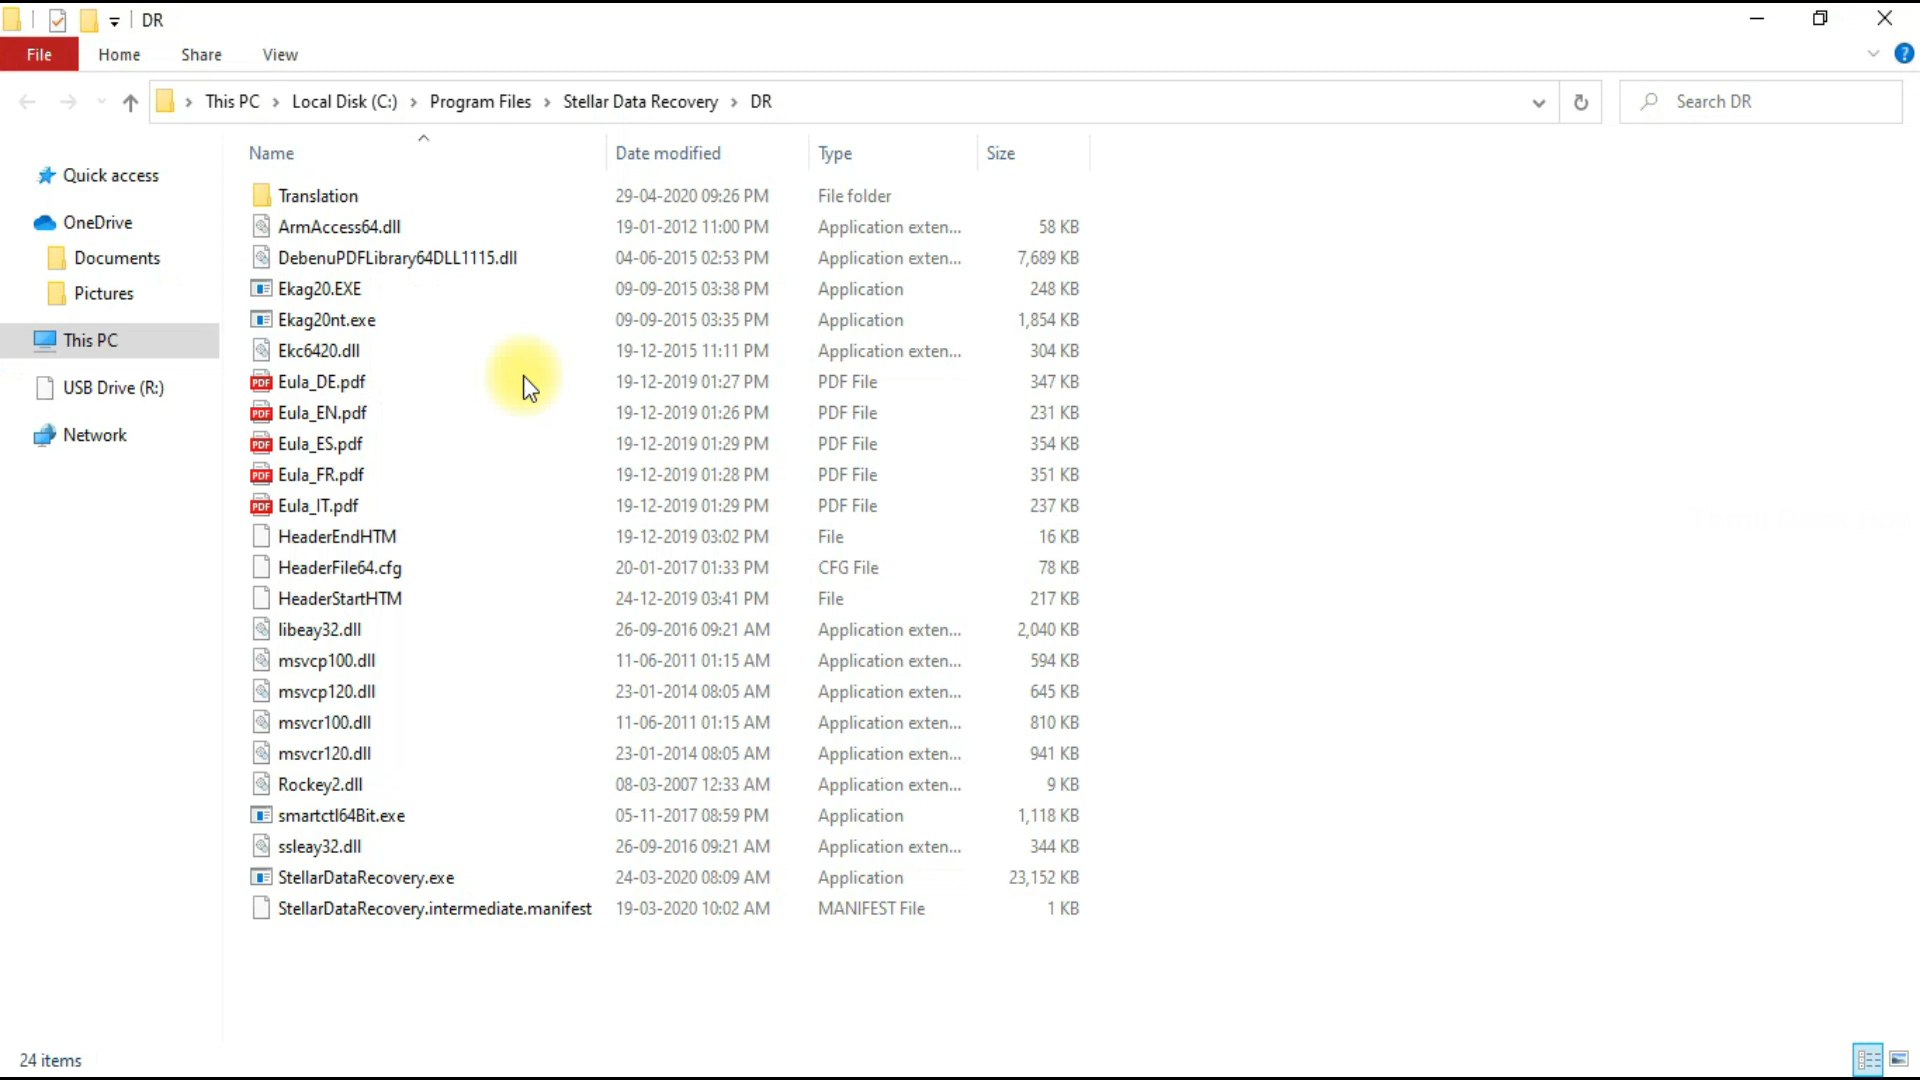 DR
File Home Share View
This PC Local Disk (C:) Program Files Stellar Data Recovery DR Search DR
Name Date modified Type Size
Quick access
OneDrive
Documents
Pictures
This PC
USB Drive (R:)
Network
Translation 29-04-2020 09:26 PM File folder
ArmAccess64.dll 19-01-2012 11:00 PM Application exten... 58 KB
DebenuPDFLibrary64DLL1115.dll 04-06-2015 02:53 PM Application exten... 7,689 KB
Ekag20.EXE 09-09-2015 03:38 PM Application 248 KB
Ekag20nt.exe 09-09-2015 03:35 PM Application 1,854 KB
Ekc6420.dll 19-12-2015 11:11 PM Application exten... 304 KB
PDF Eula_DE.pdf 19-12-2019 01:27 PM PDF File 347 KB
PDF Eula_EN.pdf 19-12-2019 01:26 PM PDF File 231 KB
PDF Eula_ES.pdf 19-12-2019 01:29 PM PDF File 354 KB
PDF Eula_FR.pdf 19-12-2019 01:28 PM PDF File 351 KB
PDF Eula_IT.pdf 19-12-2019 01:29 PM PDF File 237 KB
HeaderEndHTM 19-12-2019 03:02 PM File 16 KB
HeaderFile64.cfg 20-01-2017 01:33 PM CFG File 78 KB
HeaderStartHTM 24-12-2019 03:41 PM File 217 KB
libeay32.dll 26-09-2016 09:21 AM Application exten... 2,040 KB
msvcp100.dll 11-06-2011 01:15 AM Application exten... 594 KB
msvcp120.dll 23-01-2014 08:05 AM Application exten... 645 KB
msvcr100.dll 11-06-2011 01:15 AM Application exten... 810 KB
msvcr120.dll 23-01-2014 08:05 AM Application exten... 941 KB
Rockey2.dll 08-03-2007 12:33 AM Application exten... 9 KB
smartctl64Bit.exe 05-11-2017 08:59 PM Application 1,118 KB
ssleay32.dll 26-09-2016 09:21 AM Application exten... 344 KB
StellarDataRecovery.exe 24-03-2020 08:09 AM Application 23,152 KB
StellarDataRecovery.intermediate.manifest 19-03-2020 10:02 AM MANIFEST File 1 KB
24 items